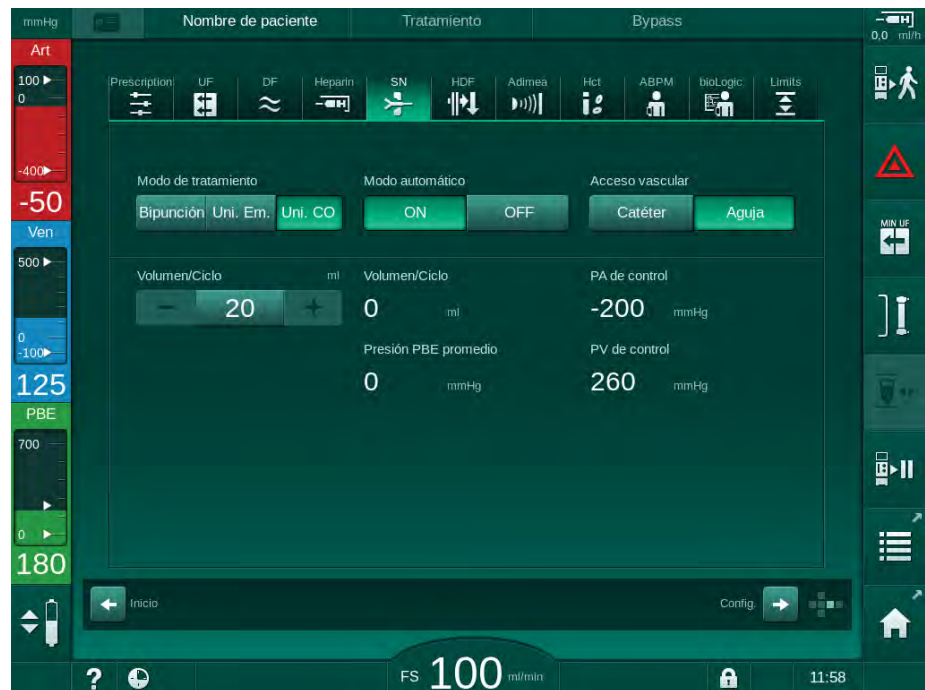 mmHg Nombre de paciente Tratamiento Bypass
0,0 ml/h
Art
100
0
-400
-50
Ven
500
0
-100
125
PBE
700
0
180
Prescription UF DF Heparin SN HDF Adimea Hct ABPM bioLogic Limits
Modo de tratamiento Modo automático Acceso vascular
Bipunción Uni. Em. Uni. CO ON OFF Catéter Aguja
Volumen/Ciclo ml Volumen/Ciclo PA de control
− 20 + 0 ml -200 mmHg
Presión PBE promedio PV de control
0 mmHg 260 mmHg
MIN UF
Inicio Config.
? FS 100 ml/min 11:58